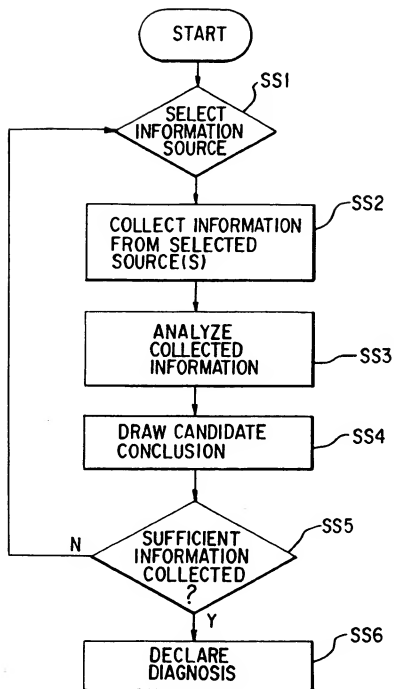 START
SS1
SELECT
INFORMATION
SOURCE
SS2
COLLECT INFORMATION
FROM SELECTED
SOURCE(S)
ANALYZE
COLLECTED
INFORMATION
SS3
DRAW CANDIDATE
CONCLUSION
SS4
SS5
SUFFICIENT
INFORMATION
COLLECTED
?
N
Y
SS6
DECLARE
DIAGNOSIS